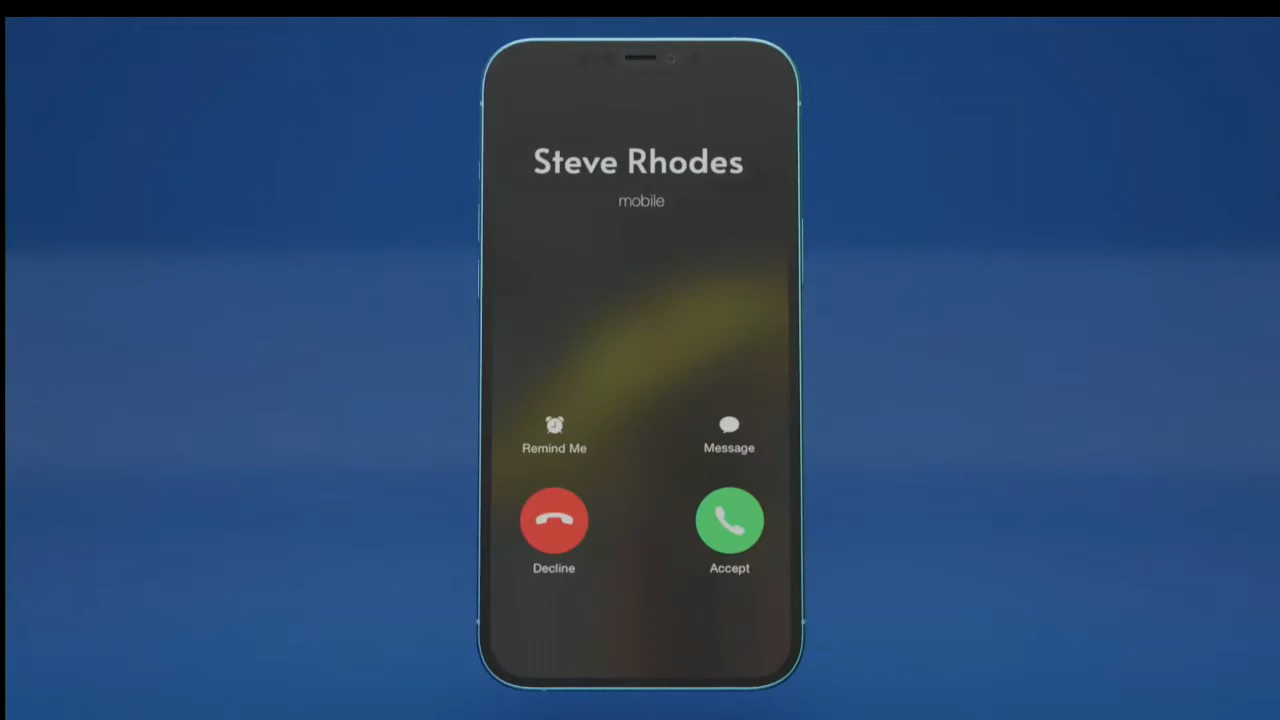 Steve Rhodes
mobile
Remind Me
Message
Decline
Accept